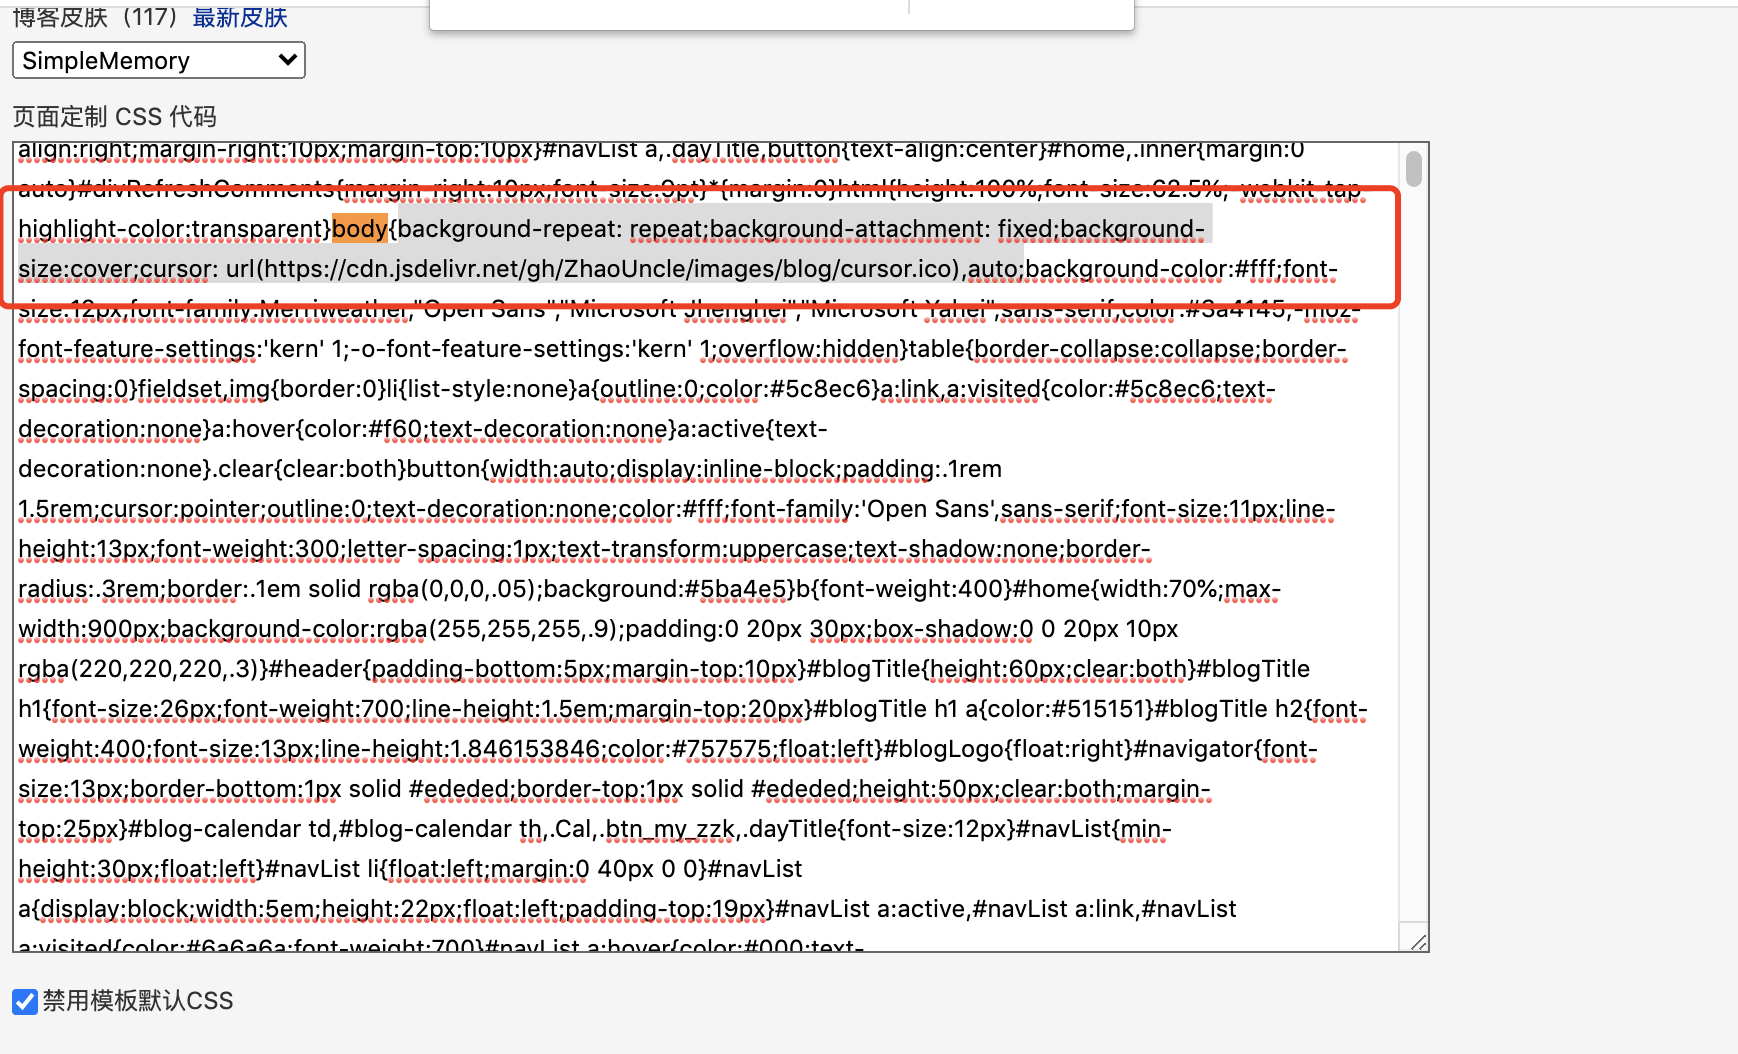 博客皮肤（117） 最新皮肤
SimpleMemory
页面定制 CSS 代码
align:right;margin-right:10px;margin-top:10px}#navList a,.dayTitle,button{text-align:center}#home,.inner{margin:0
auto}#divRefreshComments{margin-right:10px;font-size:9pt}*{margin:0}html{height:100%;font-size:62.5%;-webkit-tap-
highlight-color:transparent}body{background-repeat: repeat;background-attachment: fixed;background-
size:cover;cursor: url(https://cdn.jsdelivr.net/gh/ZhaoUncle/images/blog/cursor.ico),auto;background-color:#fff;font-
size:12px;font-family:Merriweather,"Open Sans","Microsoft Jhenghei","Microsoft Yahei",sans-serif;color:#3a4145;-moz-
font-feature-settings:'kern' 1;-o-font-feature-settings:'kern' 1;overflow:hidden}table{border-collapse:collapse;border-
spacing:0}fieldset,img{border:0}li{list-style:none}a{outline:0;color:#5c8ec6}a:link,a:visited{color:#5c8ec6;text-
decoration:none}a:hover{color:#f60;text-decoration:none}a:active{text-
decoration:none}.clear{clear:both}button{width:auto;display:inline-block;padding:.1rem
1.5rem;cursor:pointer;outline:0;text-decoration:none;color:#fff;font-family:'Open Sans',sans-serif;font-size:11px;line-
height:13px;font-weight:300;letter-spacing:1px;text-transform:uppercase;text-shadow:none;border-
radius:.3rem;border:.1em solid rgba(0,0,0,.05);background:#5ba4e5}b{font-weight:400}#home{width:70%;max-
width:900px;background-color:rgba(255,255,255,.9);padding:0 20px 30px;box-shadow:0 0 20px 10px
rgba(220,220,220,.3)}#header{padding-bottom:5px;margin-top:10px}#blogTitle{height:60px;clear:both}#blogTitle
h1{font-size:26px;font-weight:700;line-height:1.5em;margin-top:20px}#blogTitle h1 a{color:#515151}#blogTitle h2{font-
weight:400;font-size:13px;line-height:1.846153846;color:#757575;float:left}#blogLogo{float:right}#navigator{font-
size:13px;border-bottom:1px solid #ededed;border-top:1px solid #ededed;height:50px;clear:both;margin-
top:25px}#blog-calendar td,#blog-calendar th,.Cal,.btn_my_zzk,.dayTitle{font-size:12px}#navList{min-
height:30px;float:left}#navList li{float:left;margin:0 40px 0 0}#navList
a{display:block;width:5em;height:22px;float:left;padding-top:19px}#navList a:active,#navList a:link,#navList
a:visited{color:#6a6a6a;font-weight:700}#navList a:hover{color:#000;text-
禁用模板默认CSS